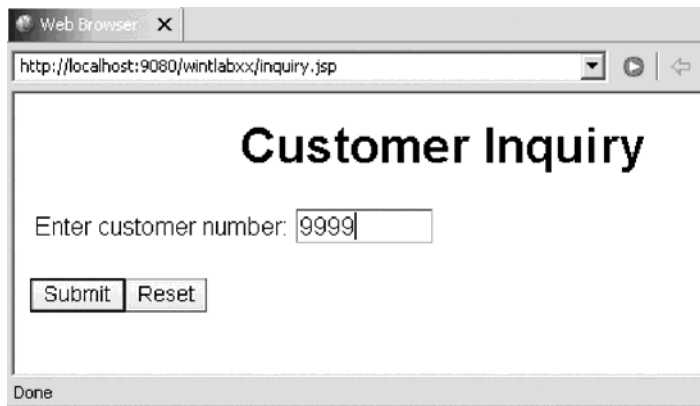 Web Browser
http://localhost:9080/wintlabxx/inquiry.jsp
Customer Inquiry
Enter customer number: 9999
Submit Reset
Done